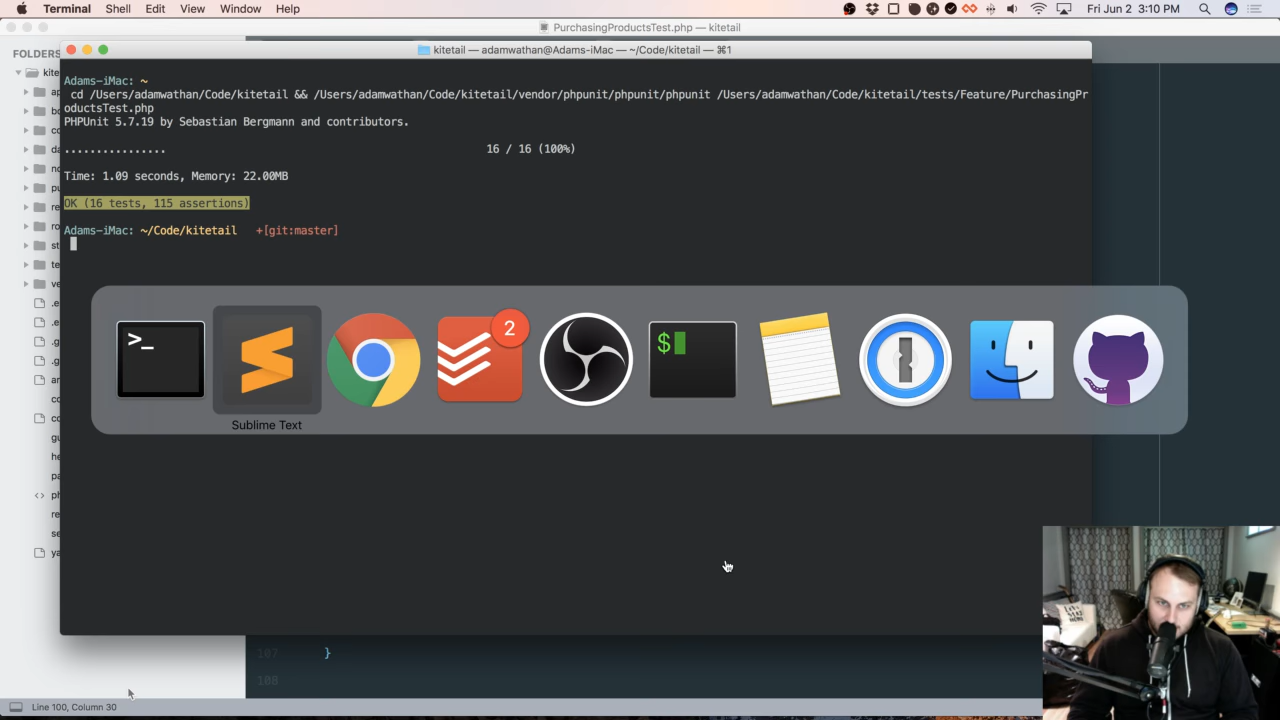 Terminal Shell Edit View Window Help Fri Jun 2 3:10 PM
PurchasingProductsTest.php — kitetail
FOLDERS
kitetail — adamwathan@Adams-iMac — ~/Code/kitetail — ⌘1
Adams-iMac: ~
cd /Users/adamwathan/Code/kitetail && /Users/adamwathan/Code/kitetail/vendor/phpunit/phpunit/phpunit /Users/adamwathan/Code/kitetail/tests/Feature/PurchasingPr
oductsTest.php
PHPUnit 5.7.19 by Sebastian Bergmann and contributors.
................ 16 / 16 (100%)
Time: 1.09 seconds, Memory: 22.00MB
OK (16 tests, 115 assertions)
Adams-iMac: ~/Code/kitetail +[git:master]
>_
2
$
Sublime Text
107 }
108
Line 100, Column 30